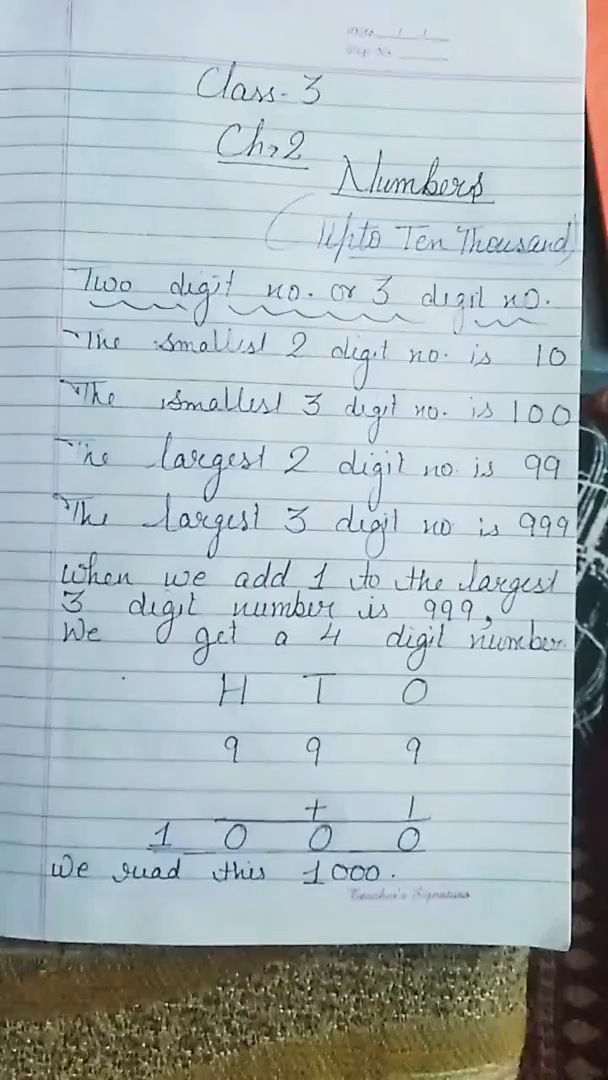 Class-3
Ch-2
Numbers
(Upto Ten Thousand)
Two digit no. or 3 digit no.
The smallest 2 digit no. is 10
The smallest 3 digit no. is 100
The largest 2 digit no. is 99
The largest 3 digit no is 999
When we add 1 to the largest
3 digit number is 999,
We get a 4 digit number.
H T O
9 9 9
+ 1
1 0 0 0
We read this 1000.
Teacher's Signature